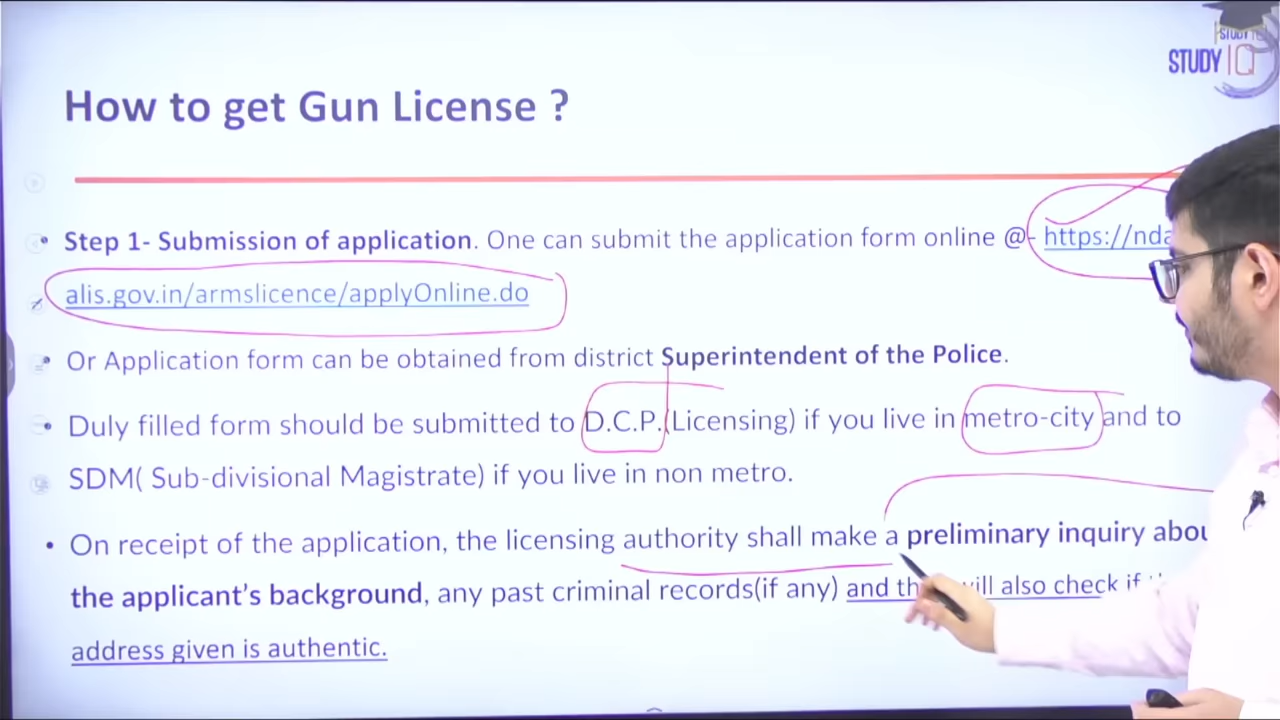 STUDY IQ
How to get Gun License ?
• Step 1- Submission of application. One can submit the application form online @- https://nda
alis.gov.in/armslicence/applyOnline.do
Or Application form can be obtained from district Superintendent of the Police.
Duly filled form should be submitted to D.C.P.(Licensing) if you live in metro-city and to
SDM( Sub-divisional Magistrate) if you live in non metro.
• On receipt of the application, the licensing authority shall make a preliminary inquiry abou
the applicant's background, any past criminal records(if any) and th will also check if
address given is authentic.